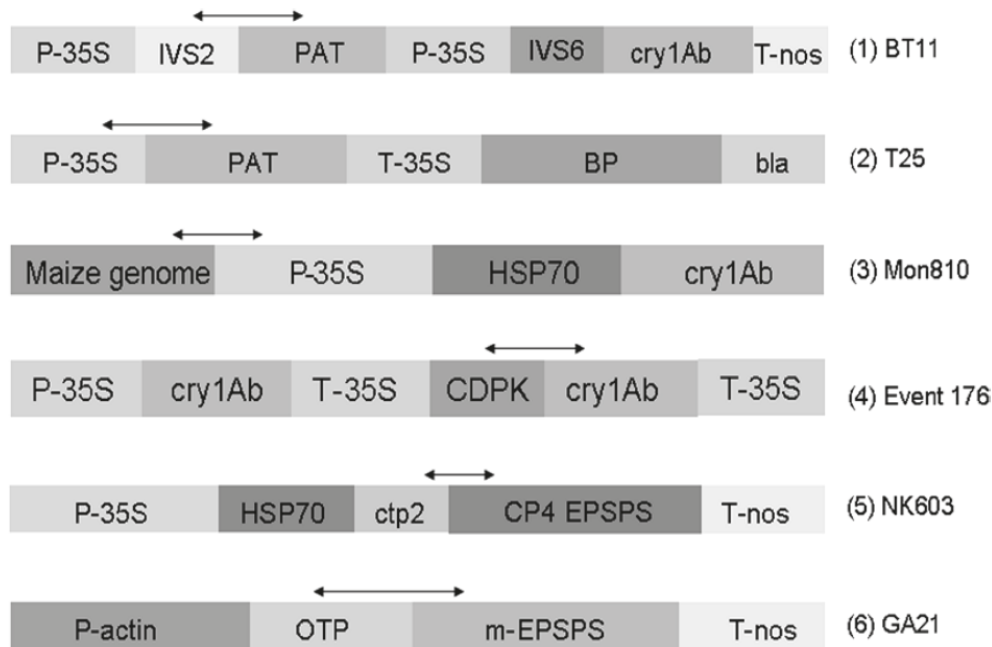 P-35S IVS2 PAT P-35S IVS6 cry1Ab T-nos (1) BT11
P-35S PAT T-35S BP bla (2) T25
Maize genome P-35S HSP70 cry1Ab (3) Mon810
P-35S cry1Ab T-35S CDPK cry1Ab T-35S (4) Event 176
P-35S HSP70 ctp2 CP4 EPSPS T-nos (5) NK603
P-actin OTP m-EPSPS T-nos (6) GA21